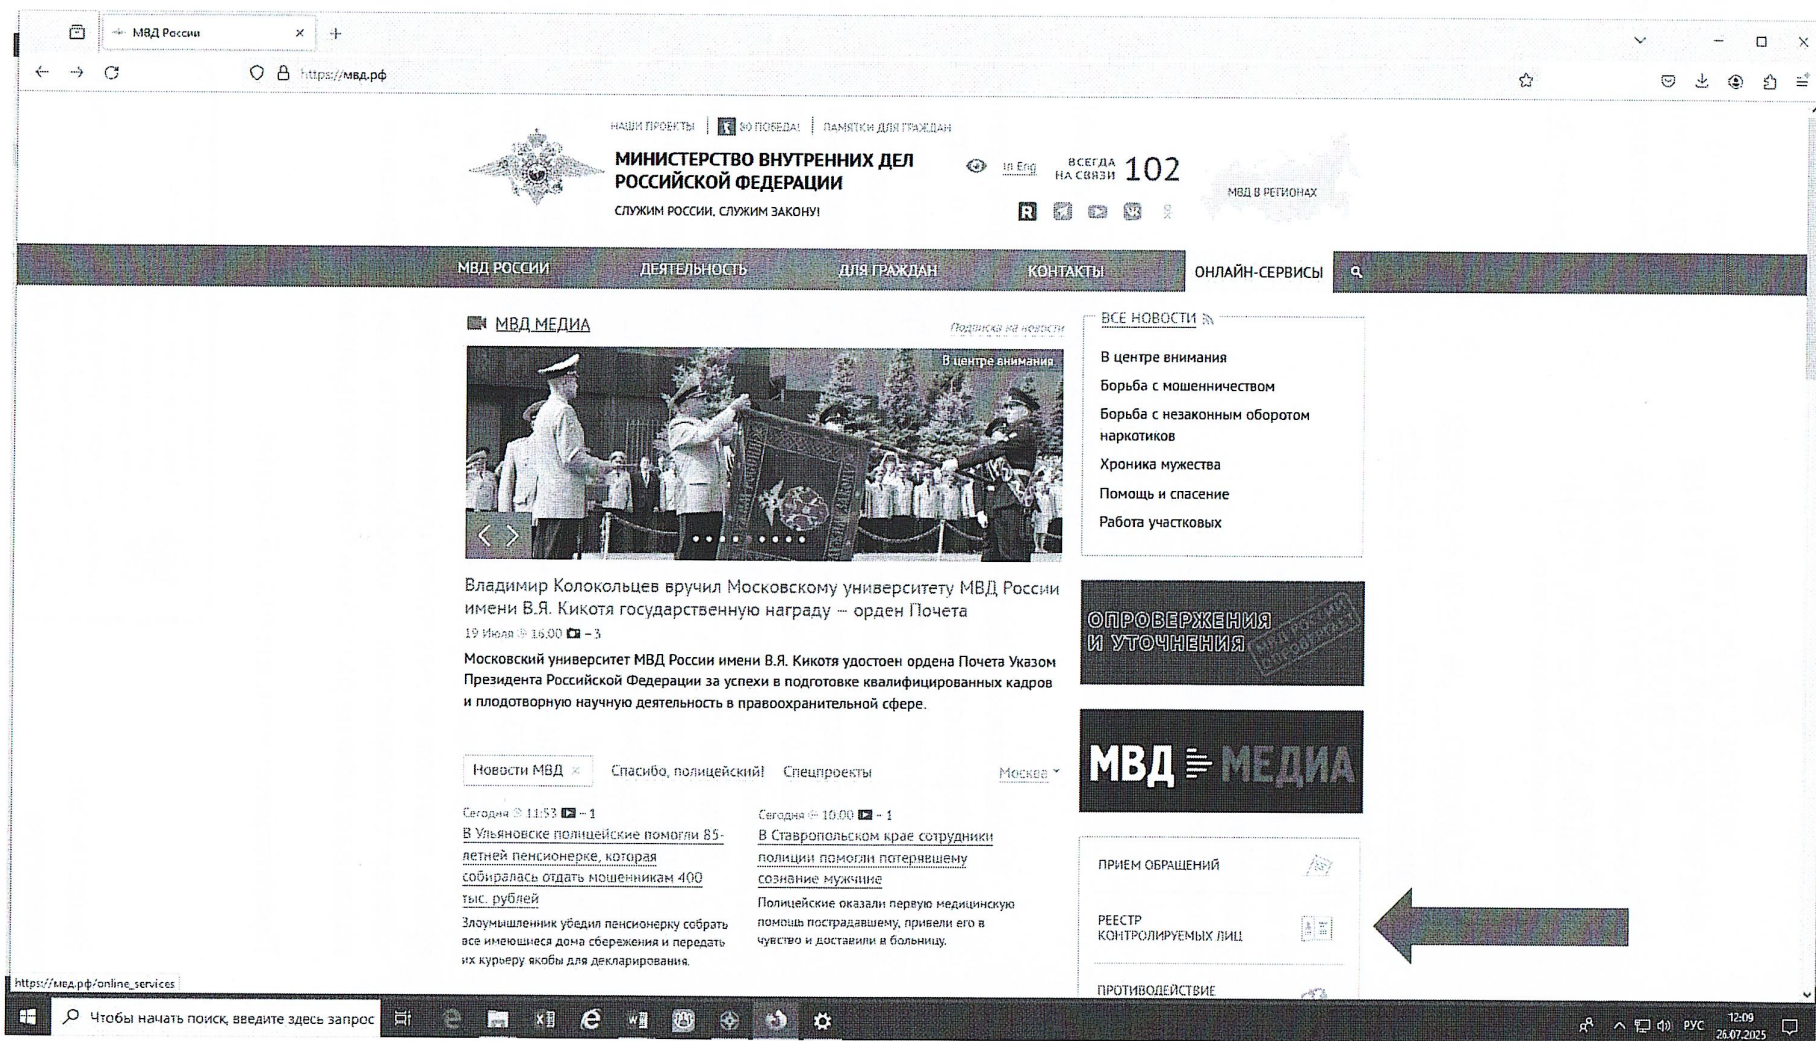 МВД России
https://мвд.рф
НАШИ ПРОЕКТЫ
80 ПОБЕДА!
ПАМЯТКИ ДЛЯ ГРАЖДАН
МИНИСТЕРСТВО ВНУТРЕННИХ ДЕЛ
РОССИЙСКОЙ ФЕДЕРАЦИИ
СЛУЖИМ РОССИИ, СЛУЖИМ ЗАКОНУ!
In Eng
ВСЕГДА
НА СВЯЗИ
102
МВД В РЕГИОНАХ
МВД РОССИИ
ДЕЯТЕЛЬНОСТЬ
ДЛЯ ГРАЖДАН
КОНТАКТЫ
ОНЛАЙН-СЕРВИСЫ
МВД МЕДИА
Подписка на новости
В центре внимания
Владимир Колокольцев вручил Московскому университету МВД России
имени В.Я. Кикотя государственную награду – орден Почета
19 Июля 16:00 – 3
Московский университет МВД России имени В.Я. Кикотя удостоен ордена Почета Указом
Президента Российской Федерации за успехи в подготовке квалифицированных кадров
и плодотворную научную деятельность в правоохранительной сфере.
Новости МВД
Спасибо, полицейский!
Спецпроекты
Москва
Сегодня 11:53 – 1
В Ульяновске полицейские помогли 85-
летней пенсионерке, которая
собиралась отдать мошенникам 400
тыс. рублей
Злоумышленник убедил пенсионерку собрать
все имеющиеся дома сбережения и передать
их курьеру якобы для декларирования.
Сегодня 10:00 – 1
В Ставропольском крае сотрудники
полиции помогли потерявшему
сознание мужчине
Полицейские оказали первую медицинскую
помощь пострадавшему, привели его в
чувство и доставили в больницу.
ВСЕ НОВОСТИ
В центре внимания
Борьба с мошенничеством
Борьба с незаконным оборотом
наркотиков
Хроника мужества
Помощь и спасение
Работа участковых
ОПРОВЕРЖЕНИЯ
И УТОЧНЕНИЯ
МВД РОССИИ
ОПРОВЕРГАЕТ
МВД МЕДИА
ПРИЕМ ОБРАЩЕНИЙ
РЕЕСТР
КОНТРОЛИРУЕМЫХ ЛИЦ
ПРОТИВОДЕЙСТВИЕ
https://мвд.рф/online_services
Чтобы начать поиск, введите здесь запрос
РУС
12:09
26.07.2025